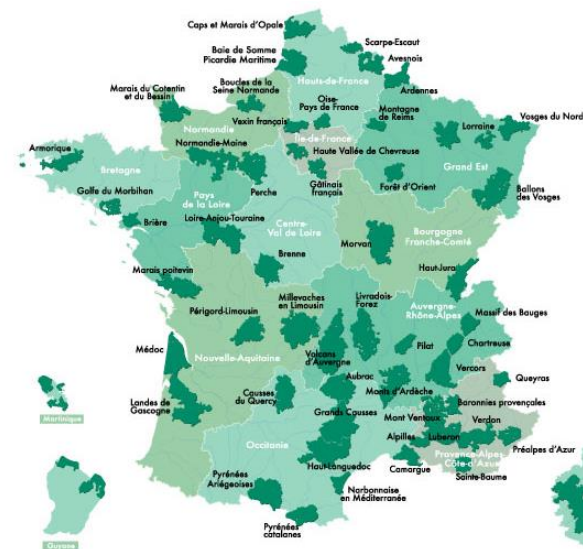 Caps et Marais d'Opale
Scarpe-Escaut
Baie de Somme
Picardie Maritime
Avesnois
Hauts-de-France
Ardennes
Marais du Cotentin
et du Bessin
Boucles de la
Seine Normande
Oise-
Pays de France
Montagne
de Reims
Vosges du Nord
Vexin français
Normandie
Île-de-France
Lorraine
Normandie-Maine
Haute Vallée de Chevreuse
Grand Est
Armorique
Bretagne
Golfe du Morbihan
Pays
de la Loire
Perche
Gâtinais
français
Forêt d'Orient
Ballons
des Vosges
Brière
Loire-Anjou-Touraine
Centre-
Val de Loire
Bourgogne
Franche-Comté
Morvan
Brenne
Haut-Jura
Marais poitevin
Périgord-Limousin
Millevaches
en Limousin
Livradois-
Forez
Auvergne-
Rhône-Alpes
Massif des Bauges
Médoc
Nouvelle-Aquitaine
Volcans
d'Auvergne
Pilat
Chartreuse
Vercors
Aubrac
Queyras
Landes de
Gascogne
Causses
du Quercy
Monts d'Ardèche
Baronnies provençales
Grands Causses
Mont Ventoux
Verdon
Martinique
Occitanie
Alpilles
Luberon
Préalpes d'Azur
Haut-Languedoc
Provence-Alpes-
Côte-d'Azur
Camargue
Sainte-Baume
Pyrénées
Ariégeoises
Narbonnaise
en Méditerranée
Pyrénées
catalanes
Guyane